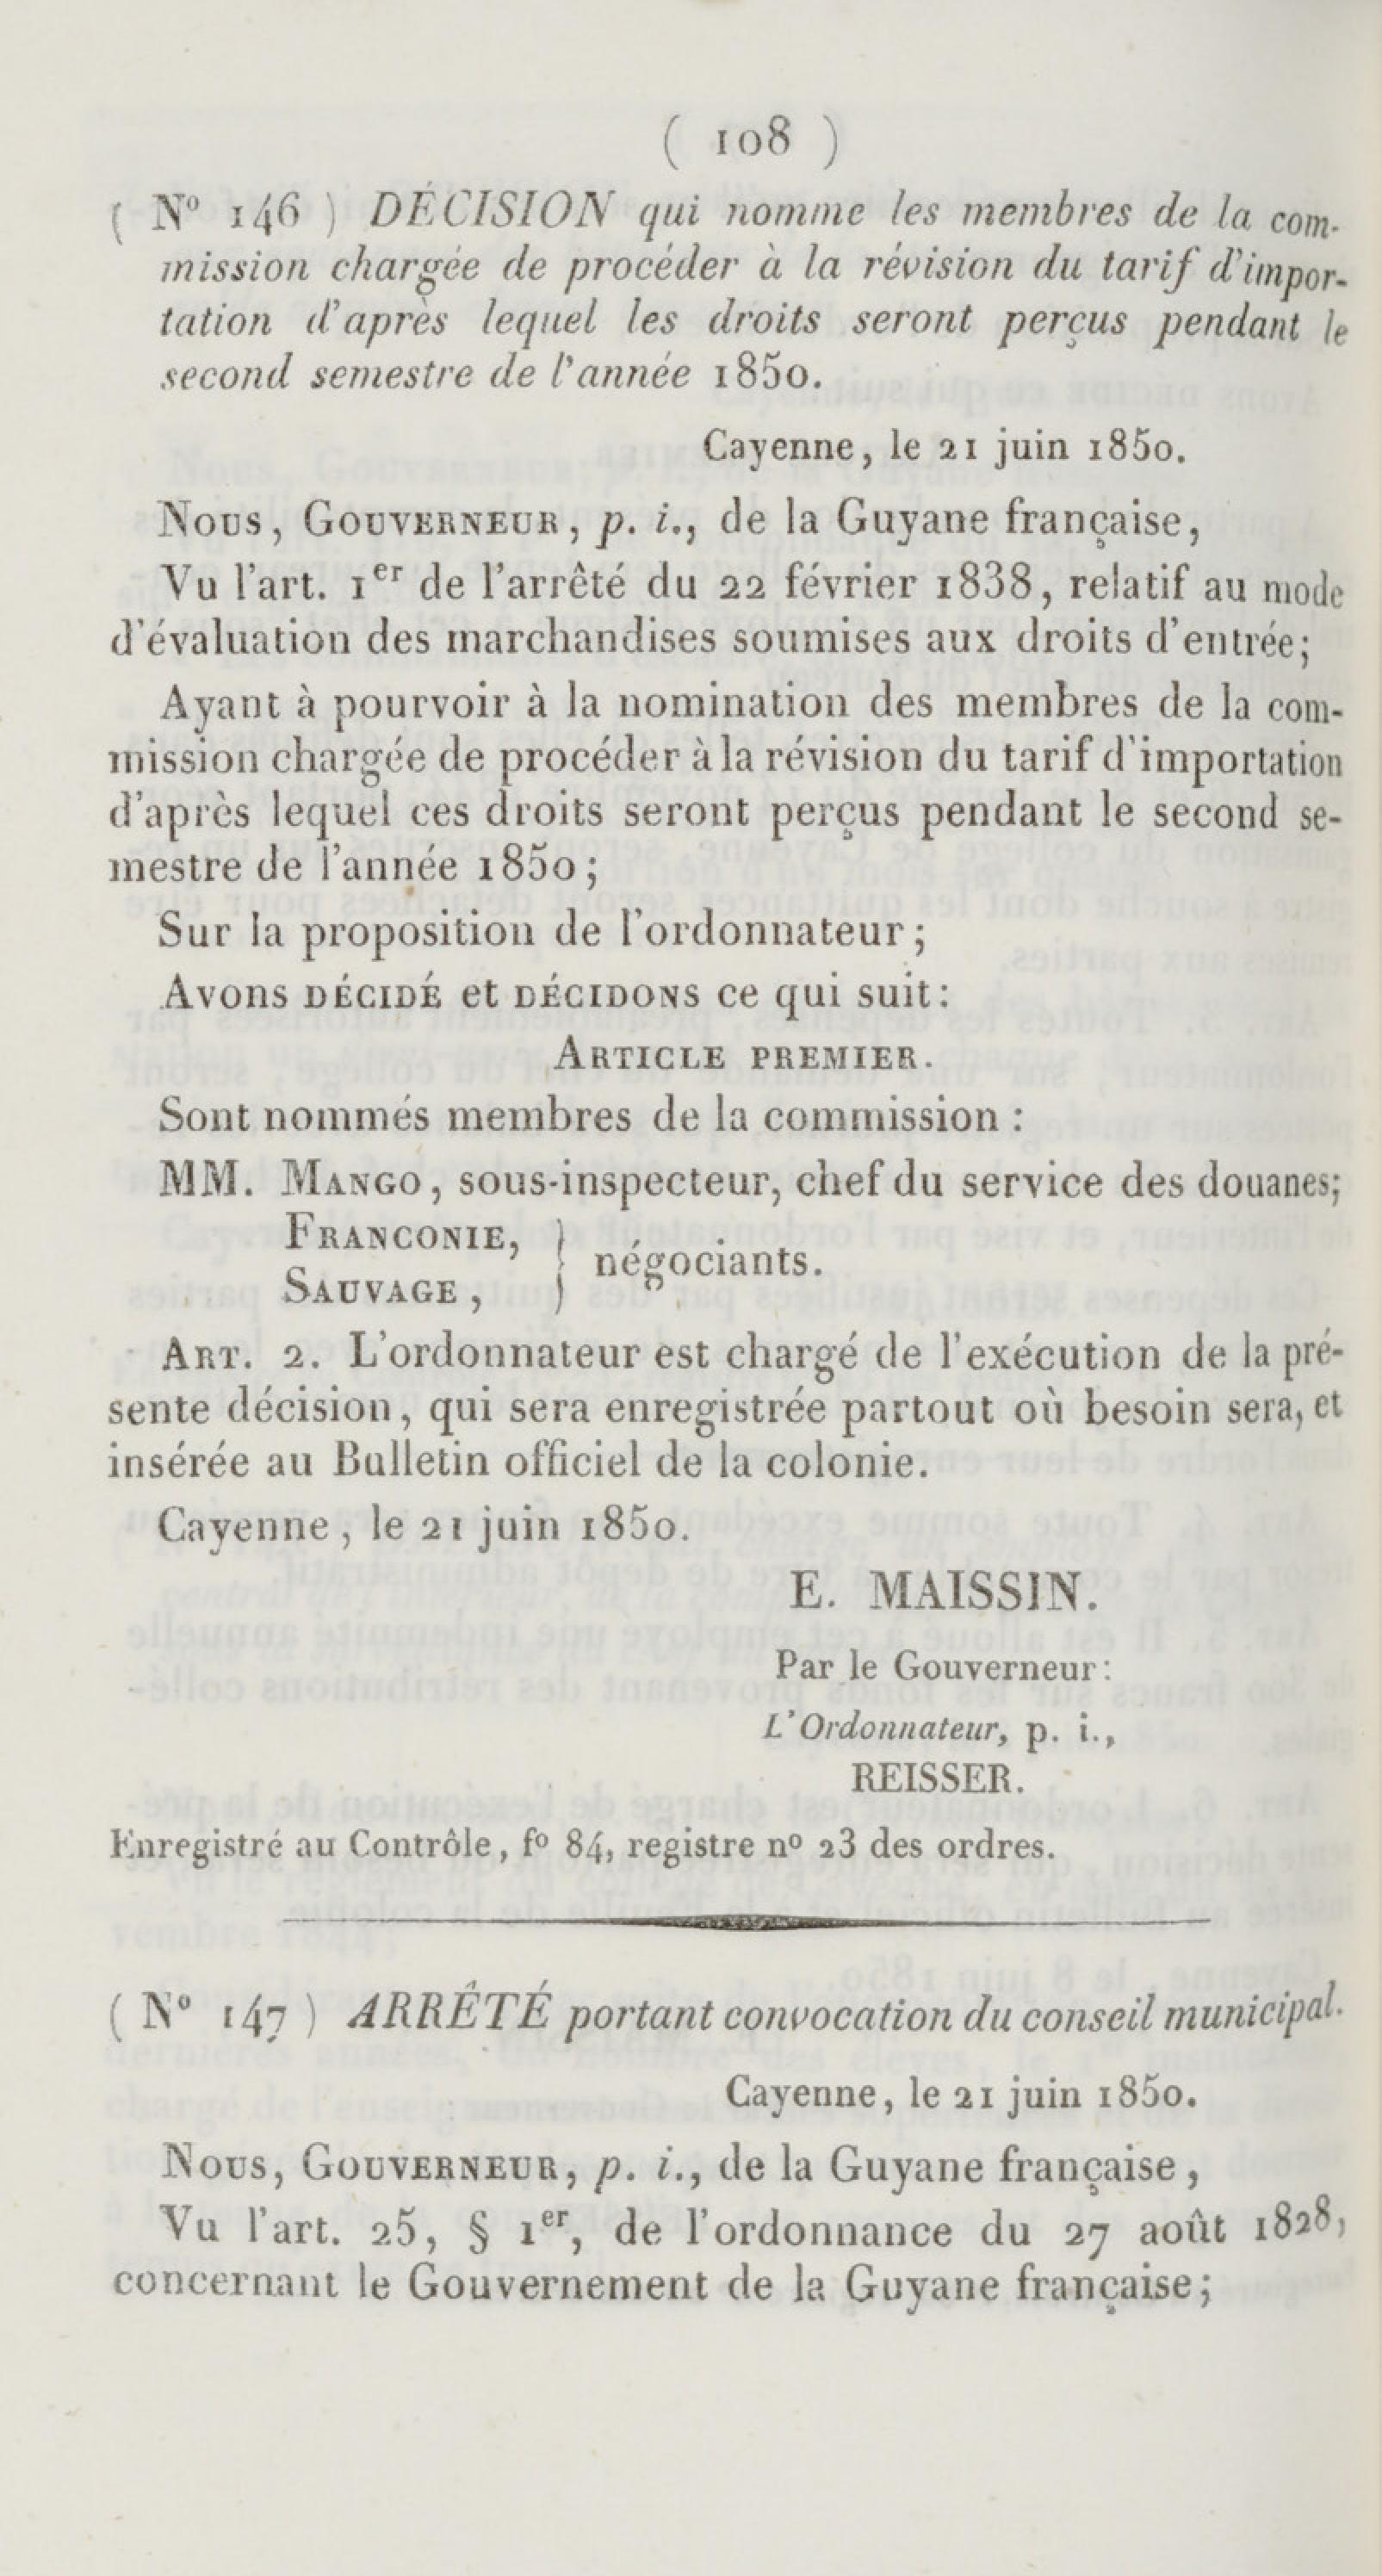 ( 108 )
( N° 146 ) DÉCISION qui nomme les membres de la com-
mission chargée de procéder à la révision du tarif d'impor-
tation d'après lequel les droits seront perçus pendant le
second semestre de l'année 1850.
Cayenne, le 21 juin 1850.
Nous, Gouverneur, p. i., de la Guyane française,
Vu l'art. 1er de l'arrêté du 22 février 1838, relatif au mode
d'évaluation des marchandises soumises aux droits d'entrée;
Ayant à pourvoir à la nomination des membres de la com-
mission chargée de procéder à la révision du tarif d'importation
d'après lequel ces droits seront perçus pendant le second se-
mestre de l'année 1850;
Sur la proposition de l'ordonnateur;
Avons décidé et décidons ce qui suit:
Article premier.
Sont nommés membres de la commission :
MM. Mango, sous-inspecteur, chef du service des douanes;
Franconie, } négociants.
Sauvage,
Art. 2. L'ordonnateur est chargé de l'exécution de la pré-
sente décision, qui sera enregistrée partout où besoin sera, et
insérée au Bulletin officiel de la colonie.
Cayenne, le 21 juin 1850.
E. MAISSIN.
Par le Gouverneur:
L'Ordonnateur, p. i.,
REISSER.
Enregistré au Contrôle, f° 84, registre n° 23 des ordres.
( N° 147 ) ARRÊTÉ portant convocation du conseil municipal.
Cayenne, le 21 juin 1850.
Nous, Gouverneur, p. i., de la Guyane française,
Vu l'art. 25, § 1er, de l'ordonnance du 27 août 1828,
concernant le Gouvernement de la Guyane française;